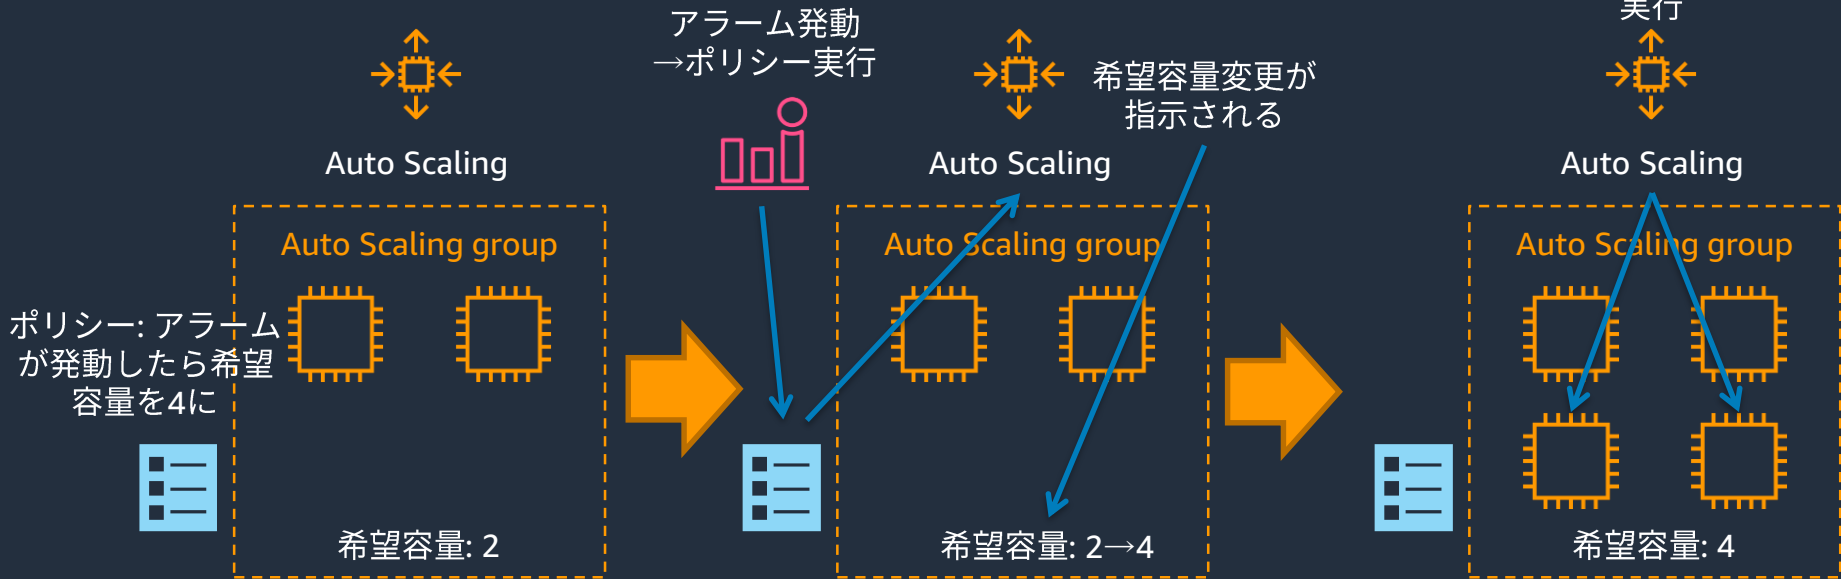 ポリシー: アラーム
が発動したら希望
容量を4に
Auto Scaling
Auto Scaling group
希望容量: 2
アラーム発動
→ポリシー実行
Auto Scaling
希望容量変更が
指示される
Auto Scaling group
希望容量: 2→4
実行
Auto Scaling
Auto Scaling group
希望容量: 4